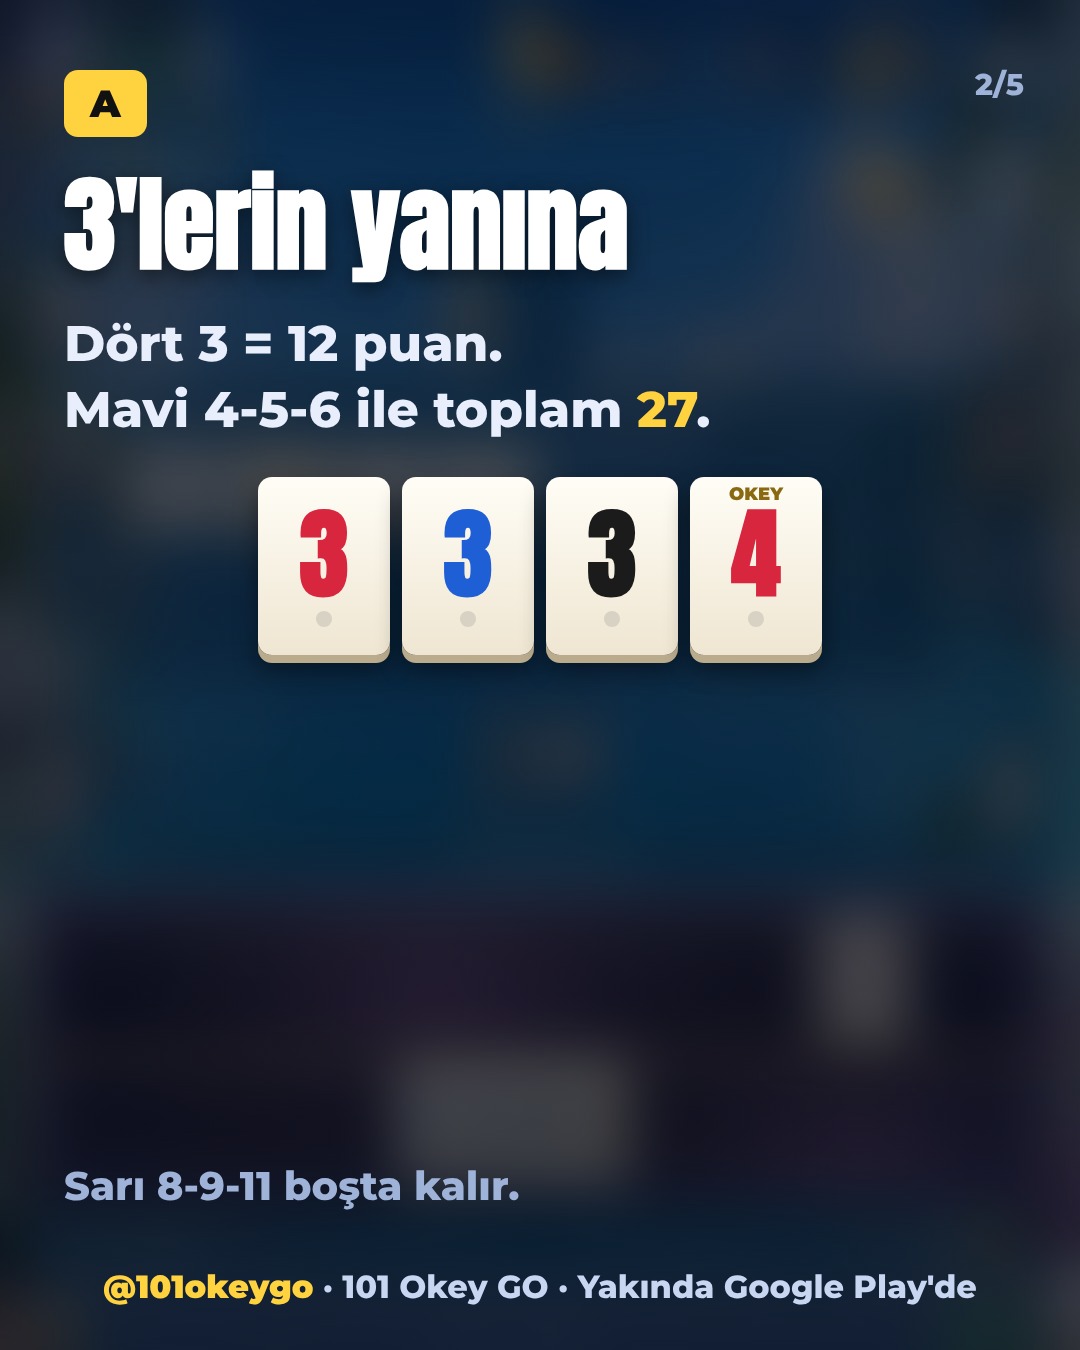 A
2/5
3'lerin yanına
Dört 3 = 12 puan.
Mavi 4-5-6 ile toplam 27.
3 3 3 OKEY 4
Sarı 8-9-11 boşta kalır.
@101okeygo · 101 Okey GO · Yakında Google Play'de